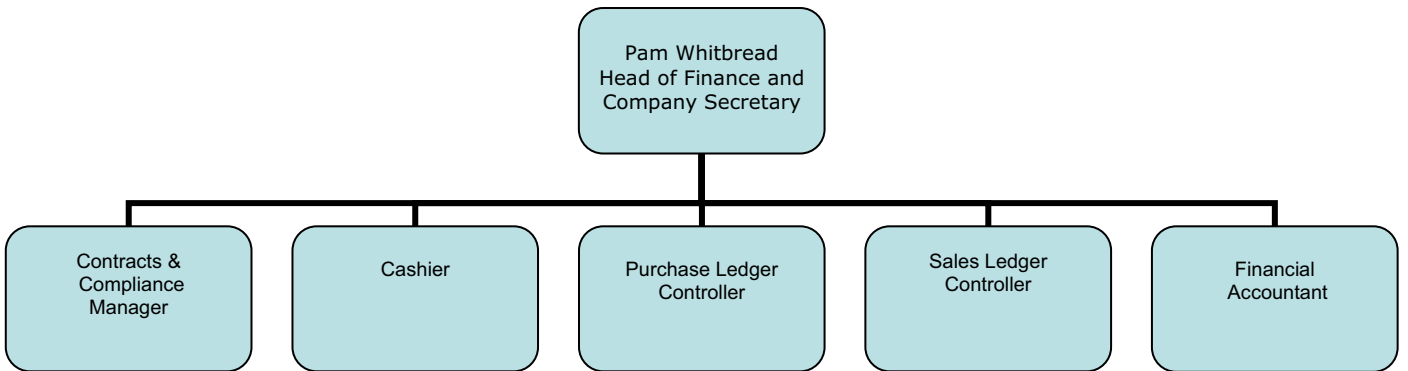 Pam Whitbread
Head of Finance and
Company Secretary
Contracts &
Compliance
Manager
Cashier
Purchase Ledger
Controller
Sales Ledger
Controller
Financial
Accountant